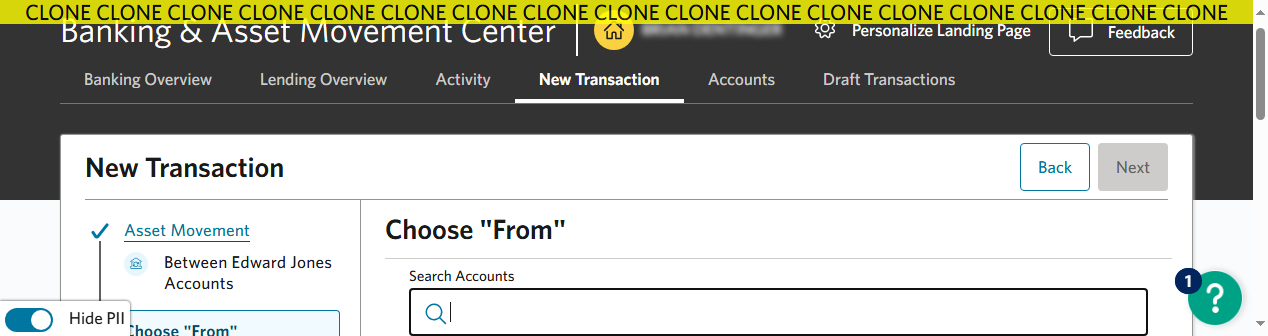 CLONE CLONE CLONE CLONE CLONE CLONE CLONE CLONE CLONE CLONE CLONE CLONE CLONE CLONE CLONE CLONE CLONE
Banking & Asset Movement Center
Personalize Landing Page
Feedback
Banking Overview
Lending Overview
Activity
New Transaction
Accounts
Draft Transactions
New Transaction
Back
Next
Asset Movement
Between Edward Jones
Accounts
Choose "From"
Choose "From"
Search Accounts
1
?
Hide PII